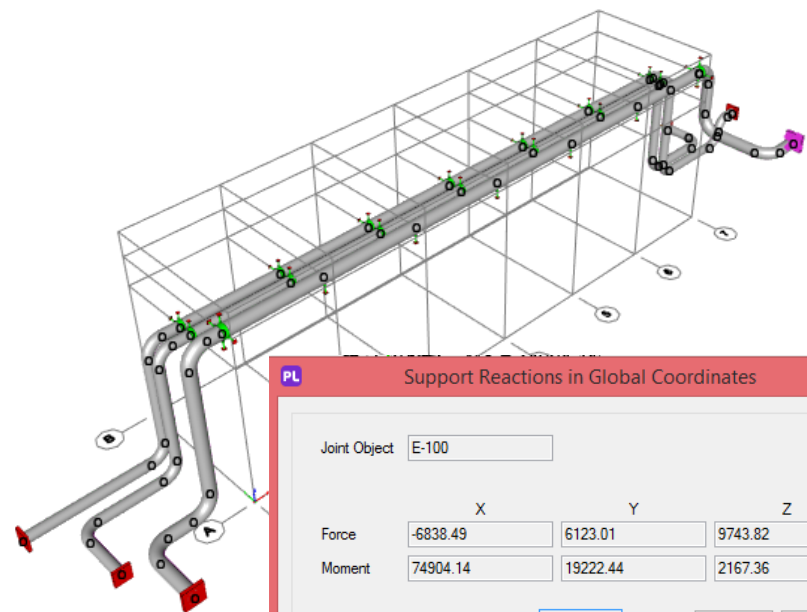 7
6
5
B
A
PL Support Reactions in Global Coordinates
Joint Object E-100
X Y Z
Force -6838.49 6123.01 9743.82
Moment 74904.14 19222.44 2167.36